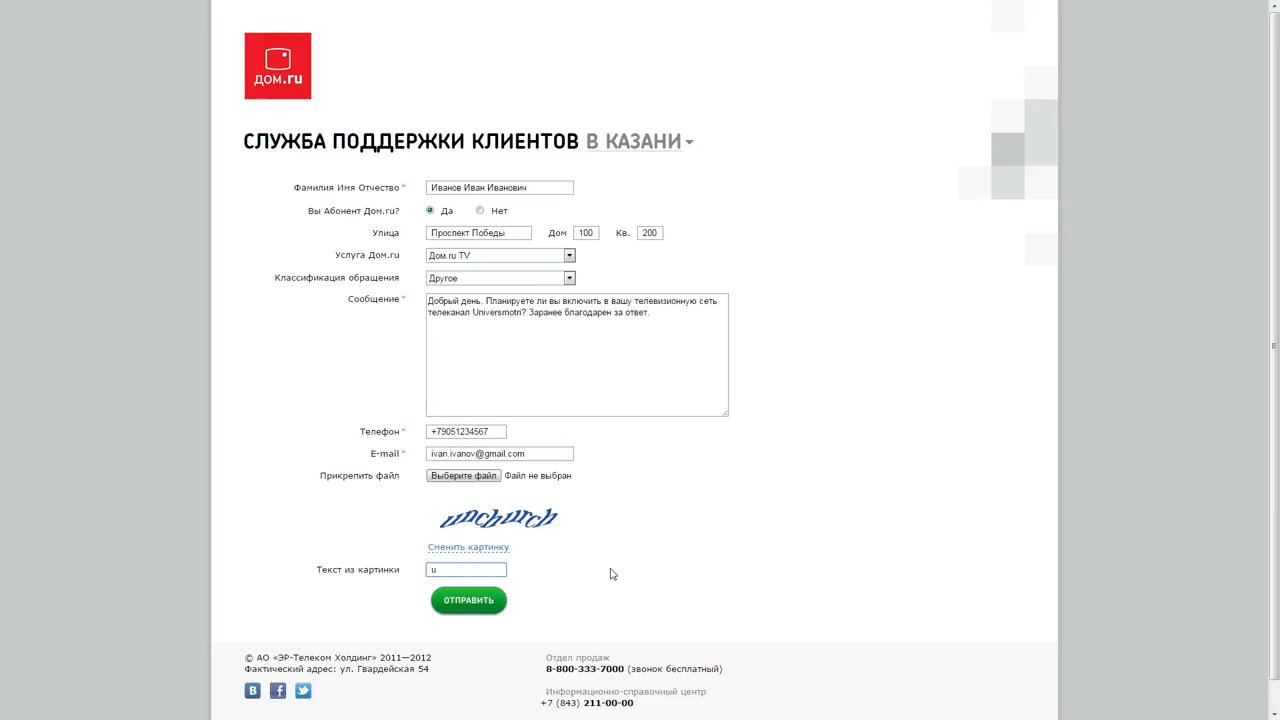 дом.ru
СЛУЖБА ПОДДЕРЖКИ КЛИЕНТОВ В КАЗАНИ
Фамилия Имя Отчество * Иванов Иван Иванович
Вы Абонент Дом.ru? Да Нет
Улица Проспект Победы Дом 100 Кв. 200
Услуга Дом.ru Дом.ru TV
Классификация обращения Другое
Сообщение * Добрый день. Планируете ли вы включить в вашу телевизионную сеть
телеканал Universmotri? Заранее благодарен за ответ.
Телефон * +79051234567
E-mail * ivan.ivanov@gmail.com
Прикрепить файл Выберите файл Файл не выбран
unchurch
Сменить картинку
Текст из картинки u
ОТПРАВИТЬ
© АО «ЭР-Телеком Холдинг» 2011—2012 Отдел продаж
Фактический адрес: ул. Гвардейская 54 8-800-333-7000 (звонок бесплатный)
Информационно-справочный центр
+7 (843) 211-00-00